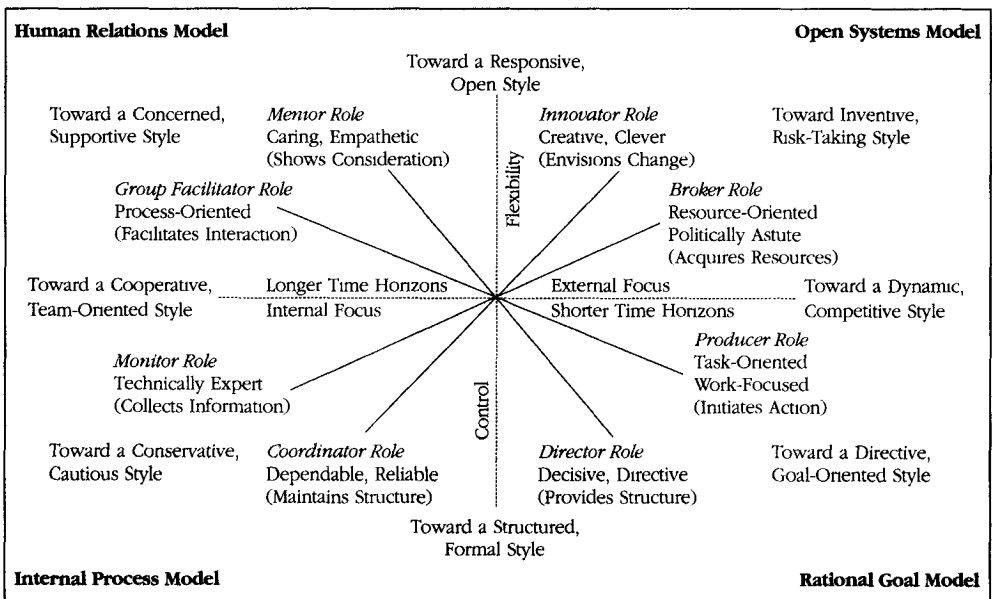 Human Relations Model
Open Systems Model
Toward a Responsive,
Open Style
Toward a Concerned,
Supportive Style
Mentor Role
Caring, Empathetic
(Shows Consideration)
Innovator Role
Creative, Clever
(Envisions Change)
Toward Inventive,
Risk-Taking Style
Group Facilitator Role
Process-Oriented
(Facilitates Interaction)
Flexibility
Broker Role
Resource-Oriented
Politically Astute
(Acquires Resources)
Toward a Cooperative,
Team-Oriented Style
Longer Time Horizons
Internal Focus
External Focus
Shorter Time Horizons
Toward a Dynamic,
Competitive Style
Monitor Role
Technically Expert
(Collects Information)
Control
Producer Role
Task-Oriented
Work-Focused
(Initiates Action)
Toward a Conservative,
Cautious Style
Coordinator Role
Dependable, Reliable
(Maintains Structure)
Director Role
Decisive, Directive
(Provides Structure)
Toward a Directive,
Goal-Oriented Style
Toward a Structured,
Formal Style
Internal Process Model
Rational Goal Model